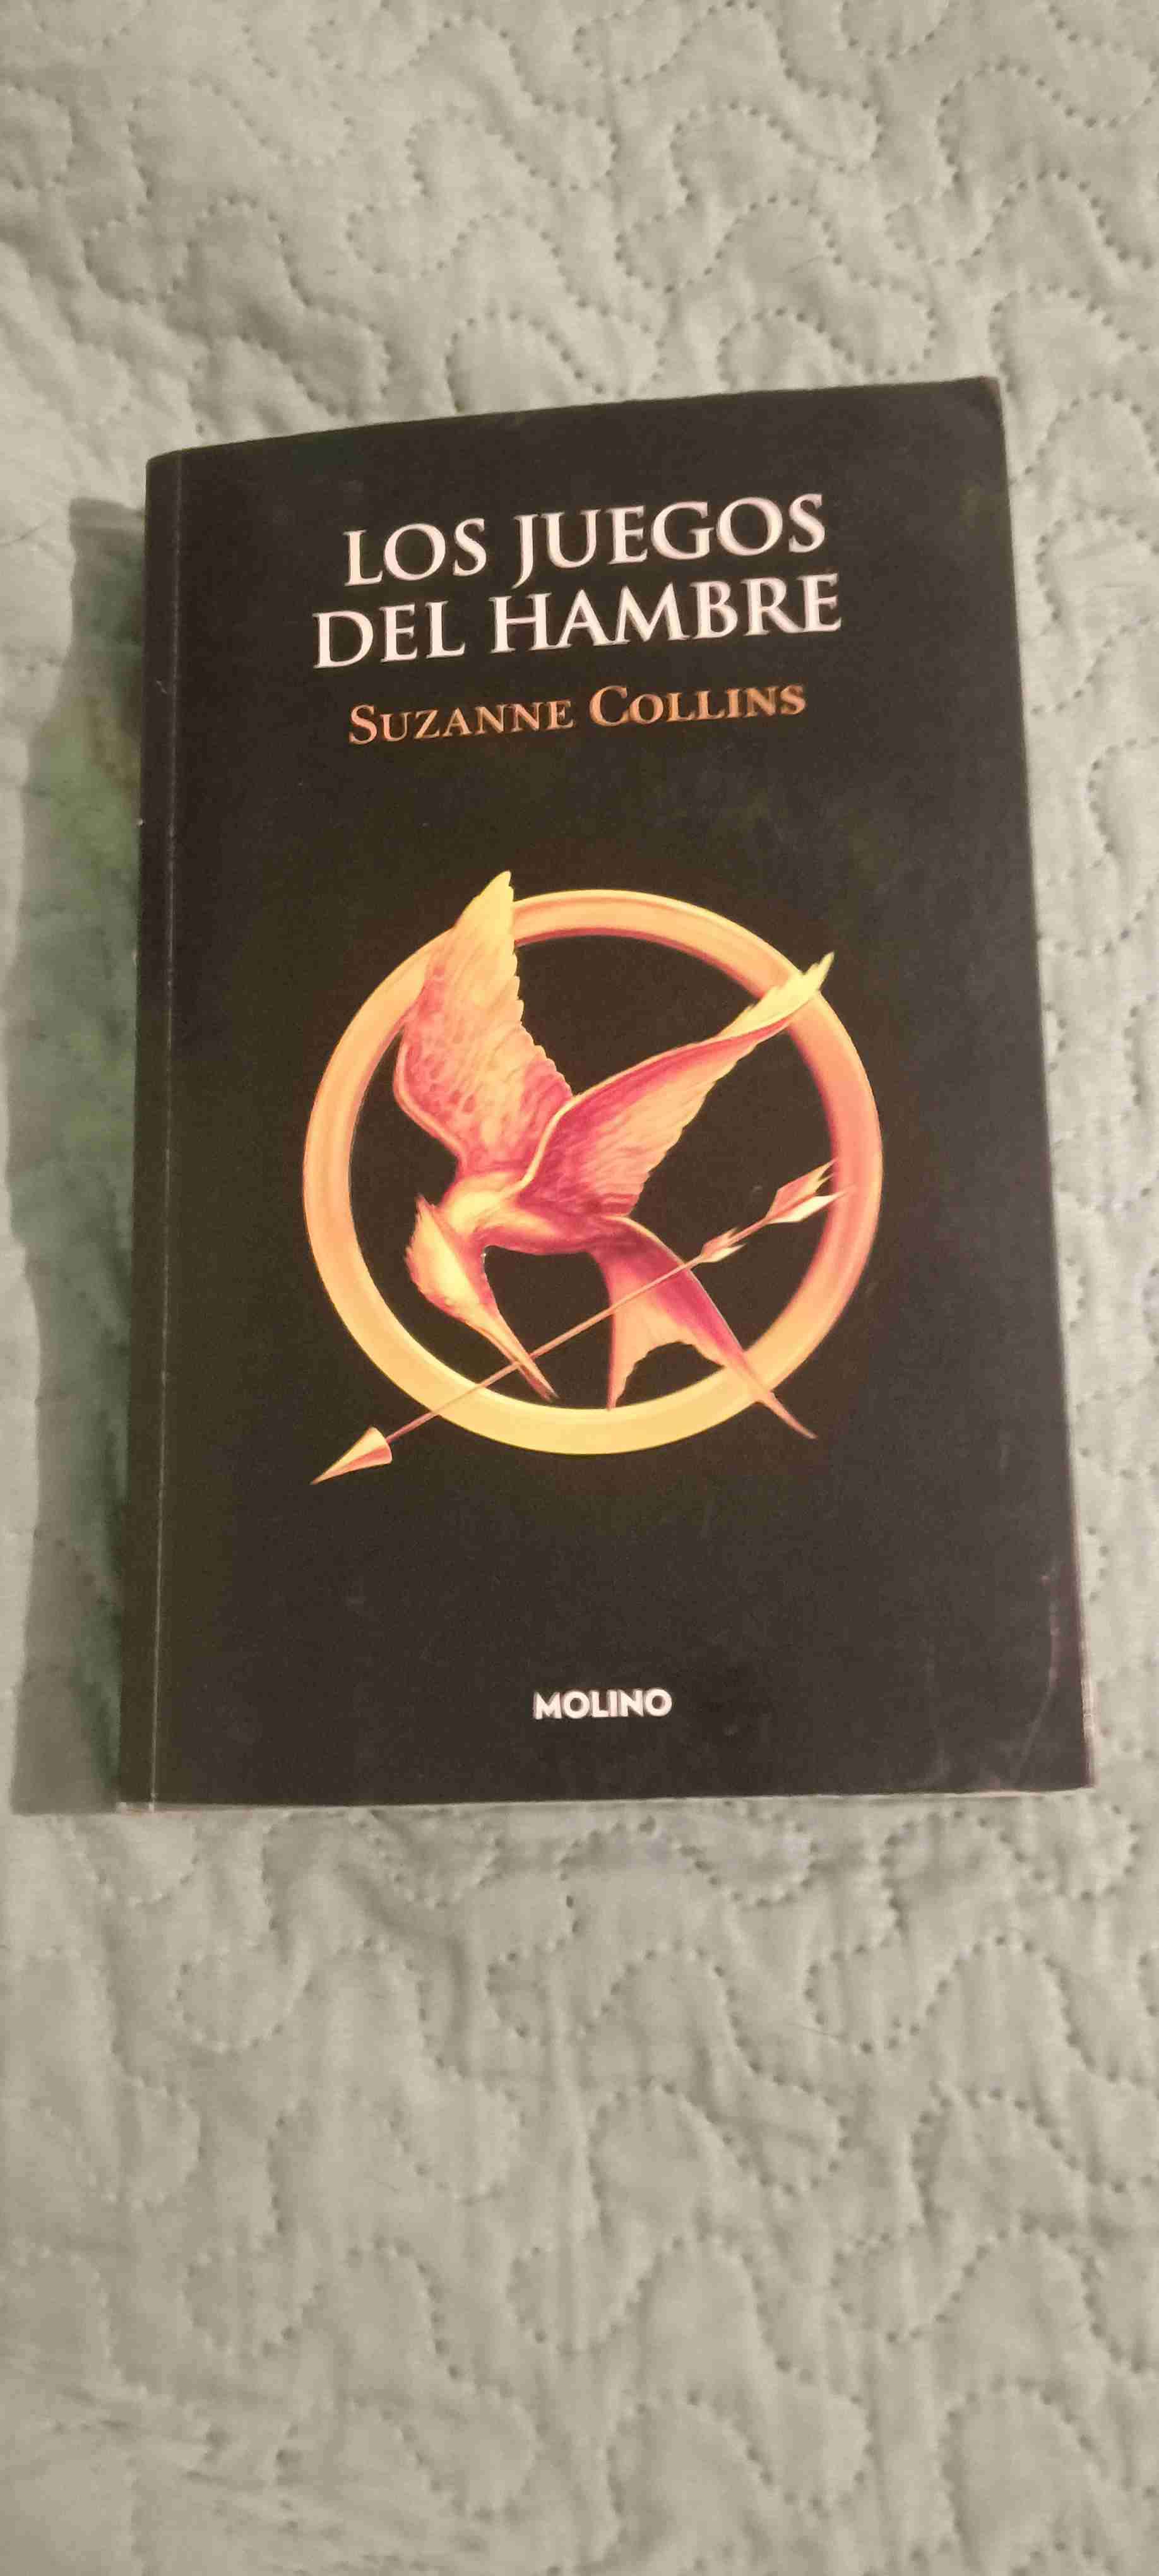 LOS JUEGOS
DEL HAMBRE
SUZANNE COLLINS
MOLINO